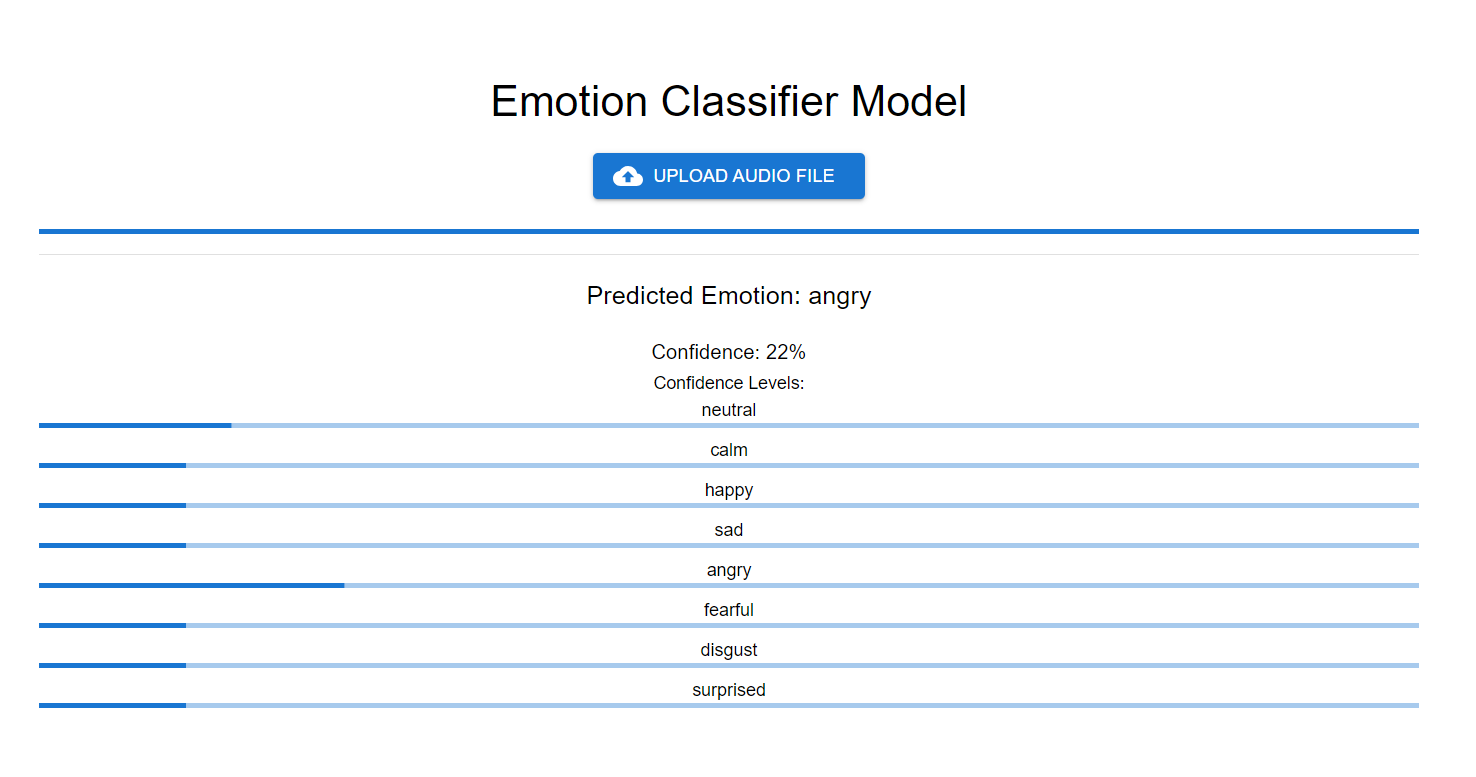 Emotion Classifier Model
UPLOAD AUDIO FILE
Predicted Emotion: angry
Confidence: 22%
Confidence Levels:
neutral
calm
happy
sad
angry
fearful
disgust
surprised